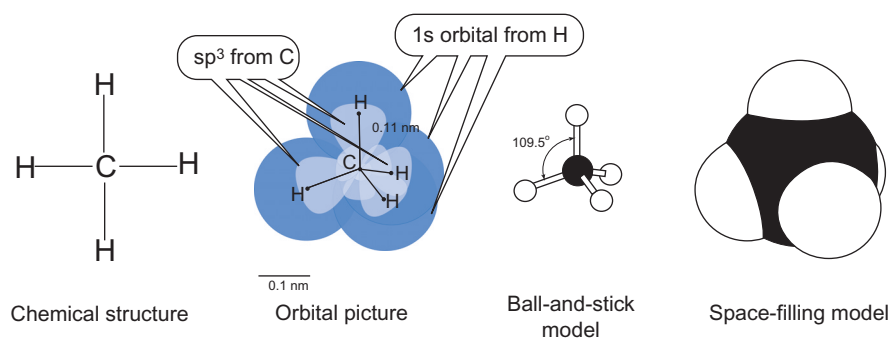 sp³ from C
1s orbital from H
H
H C H
H
H
0.11 nm
C
H
H
H
109.5°
0.1 nm
Chemical structure
Orbital picture
Ball-and-stick
model
Space-filling model